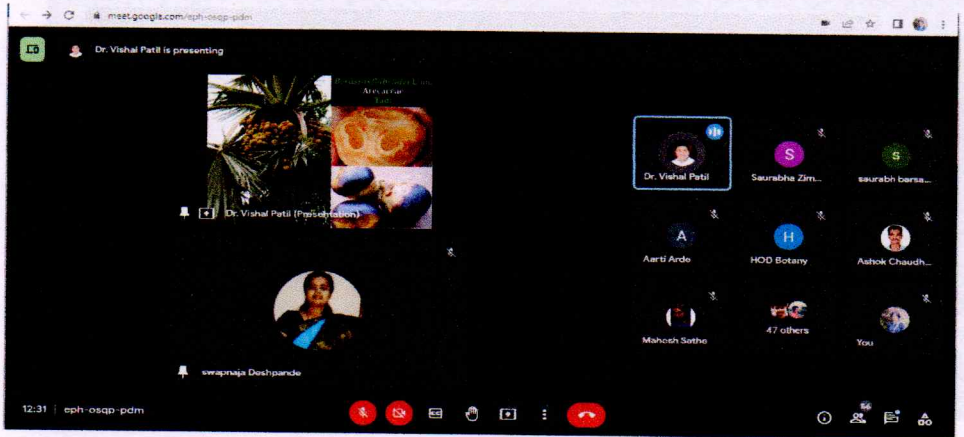 meet.google.com/eph-osqp-pdm
Dr. Vishal Patil is presenting
Arecaceae
Dr. Vishal Patil (Presentation)
swapnaja Deshpande
Dr. Vishal Patil
S
Saurabha Zim...
s
saurabh barsa...
A
Aarti Arde
H
HOD Botany
Ashok Chaudh...
Mahesh Sathe
47 others
You
12:31 | eph-osqp-pdm
CC
56